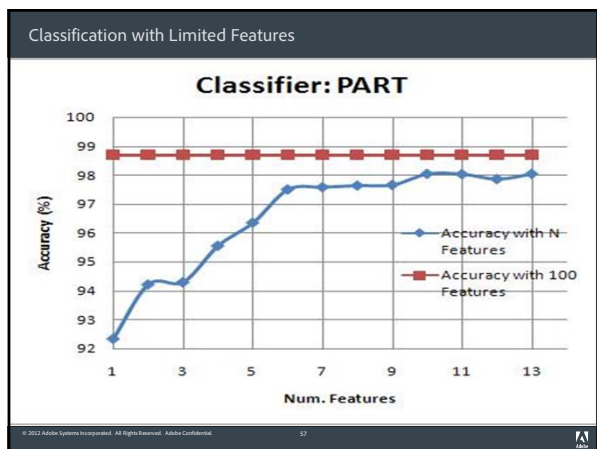 Classification with Limited Features
Classifier: PART
100
99
98
97
96
95
94
93
92
Accuracy (%)
Accuracy with N
Features
Accuracy with 100
Features
1 3 5 7 9 11 13
Num. Features
© 2012 Adobe Systems Incorporated. All Rights Reserved. Adobe Confidential.
57
Adobe